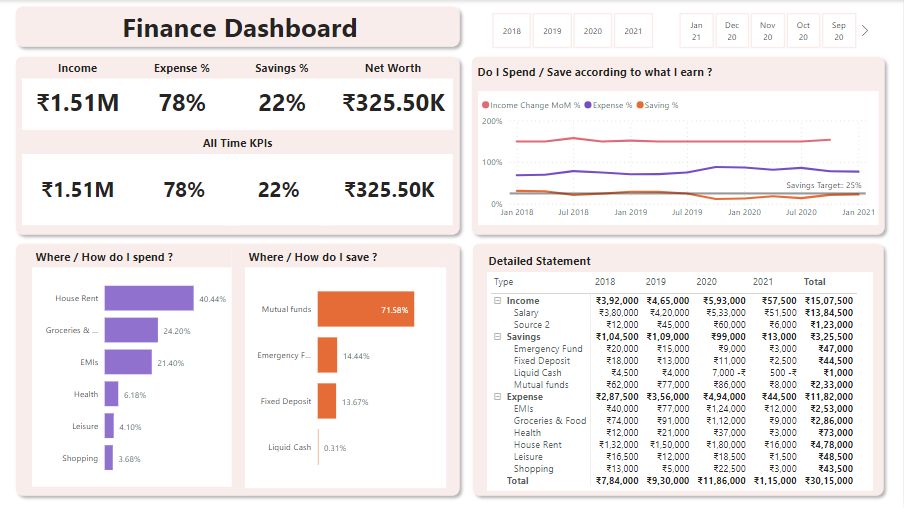 Finance Dashboard
2018 2019 2020 2021
Jan 21 Dec 20 Nov 20 Oct 20 Sep 20
Income Expense % Savings % Net Worth
₹1.51M 78% 22% ₹325.50K
All Time KPIs
₹1.51M 78% 22% ₹325.50K
Do I Spend / Save according to what I earn ?
Income Change MoM % Expense % Saving %
200%
100%
Savings Target: 25%
0%
Jan 2018 Jul 2018 Jan 2019 Jul 2019 Jan 2020 Jul 2020 Jan 2021
Where / How do I spend ?
House Rent 40.44%
Groceries & ... 24.20%
EMIs 21.40%
Health 6.18%
Leisure 4.10%
Shopping 3.68%
Where / How do I save ?
Mutual funds 71.58%
Emergency F... 14.44%
Fixed Deposit 13.67%
Liquid Cash 0.31%
Detailed Statement
Type 2018 2019 2020 2021 Total
Income ₹3,92,000 ₹4,65,000 ₹5,93,000 ₹57,500 ₹15,07,500
Salary ₹3,80,000 ₹4,20,000 ₹5,33,000 ₹51,500 ₹13,84,500
Source 2 ₹12,000 ₹45,000 ₹60,000 ₹6,000 ₹1,23,000
Savings ₹1,04,500 ₹1,09,000 ₹99,000 ₹13,000 ₹3,25,500
Emergency Fund ₹20,000 ₹15,000 ₹9,000 ₹3,000 ₹47,000
Fixed Deposit ₹18,000 ₹13,000 ₹11,000 ₹2,500 ₹44,500
Liquid Cash ₹4,500 ₹4,000 7,000 -₹ 500 -₹ ₹1,000
Mutual funds ₹62,000 ₹77,000 ₹86,000 ₹8,000 ₹2,33,000
Expense ₹2,87,500 ₹3,56,000 ₹4,94,000 ₹44,500 ₹11,82,000
EMIs ₹40,000 ₹77,000 ₹1,24,000 ₹12,000 ₹2,53,000
Groceries & Food ₹74,000 ₹91,000 ₹1,12,000 ₹9,000 ₹2,86,000
Health ₹12,000 ₹21,000 ₹37,000 ₹3,000 ₹73,000
House Rent ₹1,32,000 ₹1,50,000 ₹1,80,000 ₹16,000 ₹4,78,000
Leisure ₹16,500 ₹12,000 ₹18,500 ₹1,500 ₹48,500
Shopping ₹13,000 ₹5,000 ₹22,500 ₹3,000 ₹43,500
Total ₹7,84,000 ₹9,30,000 ₹11,86,000 ₹1,15,000 ₹30,15,000